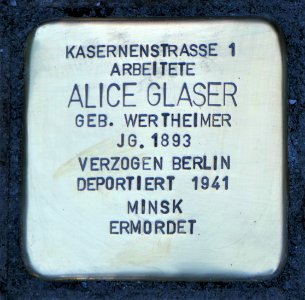 KASERNENSTRASSE 1
ARBEITETE
ALICE GLASER
GEB. WERTHEIMER
JG. 1893
VERZOGEN BERLIN
DEPORTIERT 1941
MINSK
ERMORDET